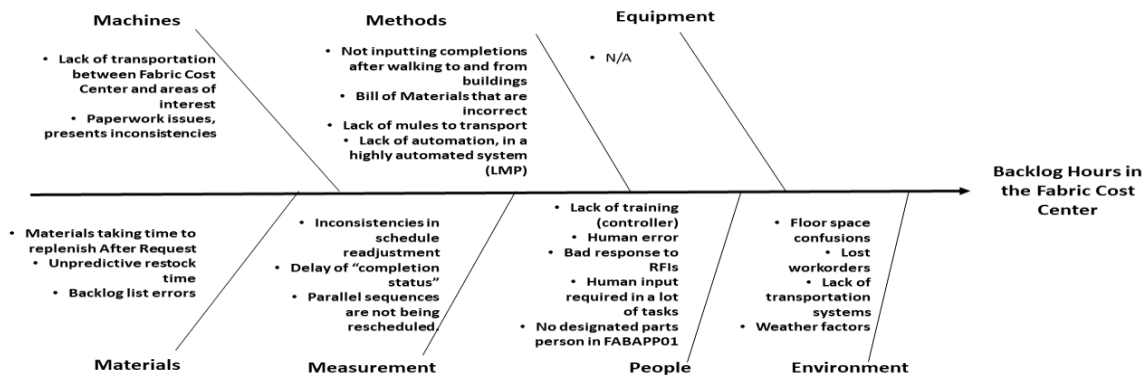 Machines
• Lack of transportation
between Fabric Cost
Center and areas of
interest
• Paperwork issues,
presents inconsistencies
Methods
• Not inputting completions
after walking to and from
buildings
• Bill of Materials that are
incorrect
• Lack of mules to transport
• Lack of automation, in a
highly automated system
(LMP)
Equipment
• N/A
Backlog Hours in
the Fabric Cost
Center
• Materials taking time to
replenish After Request
• Unpredictive restock
time
• Backlog list errors
Materials
• Inconsistencies in
schedule
readjustment
• Delay of “completion
status”
• Parallel sequences
are not being
rescheduled.
Measurement
• Lack of training
(controller)
• Human error
• Bad response to
RFIs
• Human input
required in a lot
of tasks
• No designated parts
person in FABAPP01
People
• Floor space
confusions
• Lost
workorders
• Lack of
transportation
systems
• Weather factors
Environment